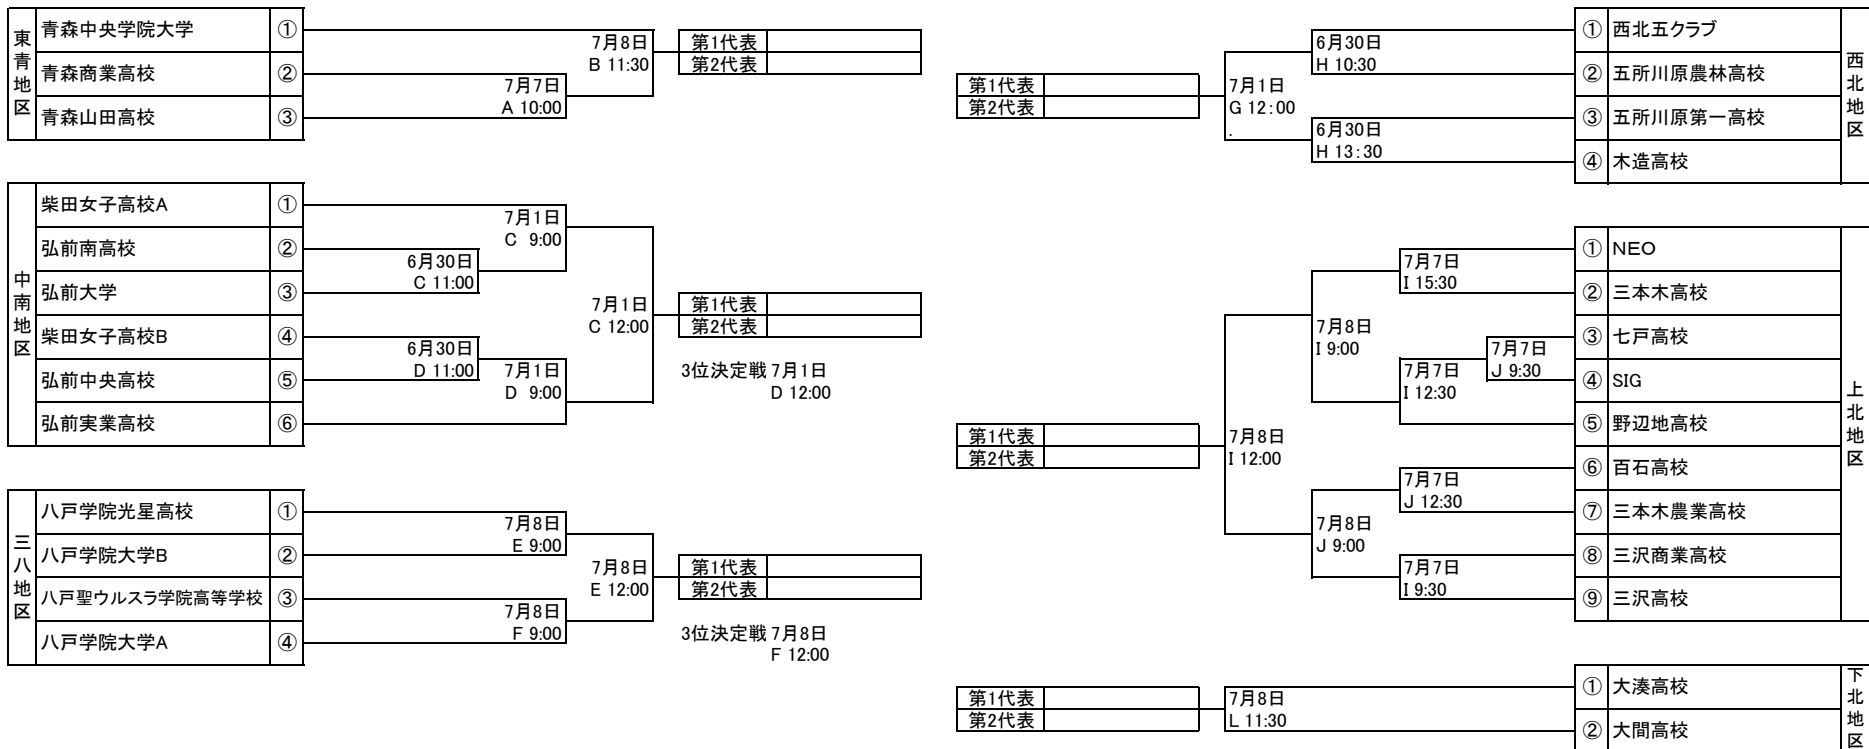 東青地区
青森中央学院大学 ①
青森商業高校 ②
青森山田高校 ③
7月8日
B 11:30
7月7日
A 10:00
第1代表
第2代表
中南地区
柴田女子高校A ①
弘前南高校 ②
弘前大学 ③
柴田女子高校B ④
弘前中央高校 ⑤
弘前実業高校 ⑥
7月1日
C 9:00
6月30日
C 11:00
7月1日
C 12:00
6月30日
D 11:00
7月1日
D 9:00
第1代表
第2代表
3位決定戦 7月1日
D 12:00
三八地区
八戸学院光星高校 ①
八戸学院大学B ②
八戸聖ウルスラ学院高等学校 ③
八戸学院大学A ④
7月8日
E 9:00
7月8日
E 12:00
7月8日
F 9:00
第1代表
第2代表
3位決定戦 7月8日
F 12:00
西北地区
① 西北五クラブ
② 五所川原農林高校
③ 五所川原第一高校
④ 木造高校
6月30日
H 10:30
7月1日
G 12:00
.
6月30日
H 13:30
第1代表
第2代表
上北地区
① NEO
② 三本木高校
③ 七戸高校
④ SIG
⑤ 野辺地高校
⑥ 百石高校
⑦ 三本木農業高校
⑧ 三沢商業高校
⑨ 三沢高校
7月7日
I 15:30
7月8日
I 9:00
7月7日
J 9:30
7月7日
I 12:30
7月8日
I 12:00
7月7日
J 12:30
7月8日
J 9:00
7月7日
I 9:30
第1代表
第2代表
下北地区
① 大湊高校
② 大間高校
7月8日
L 11:30
第1代表
第2代表